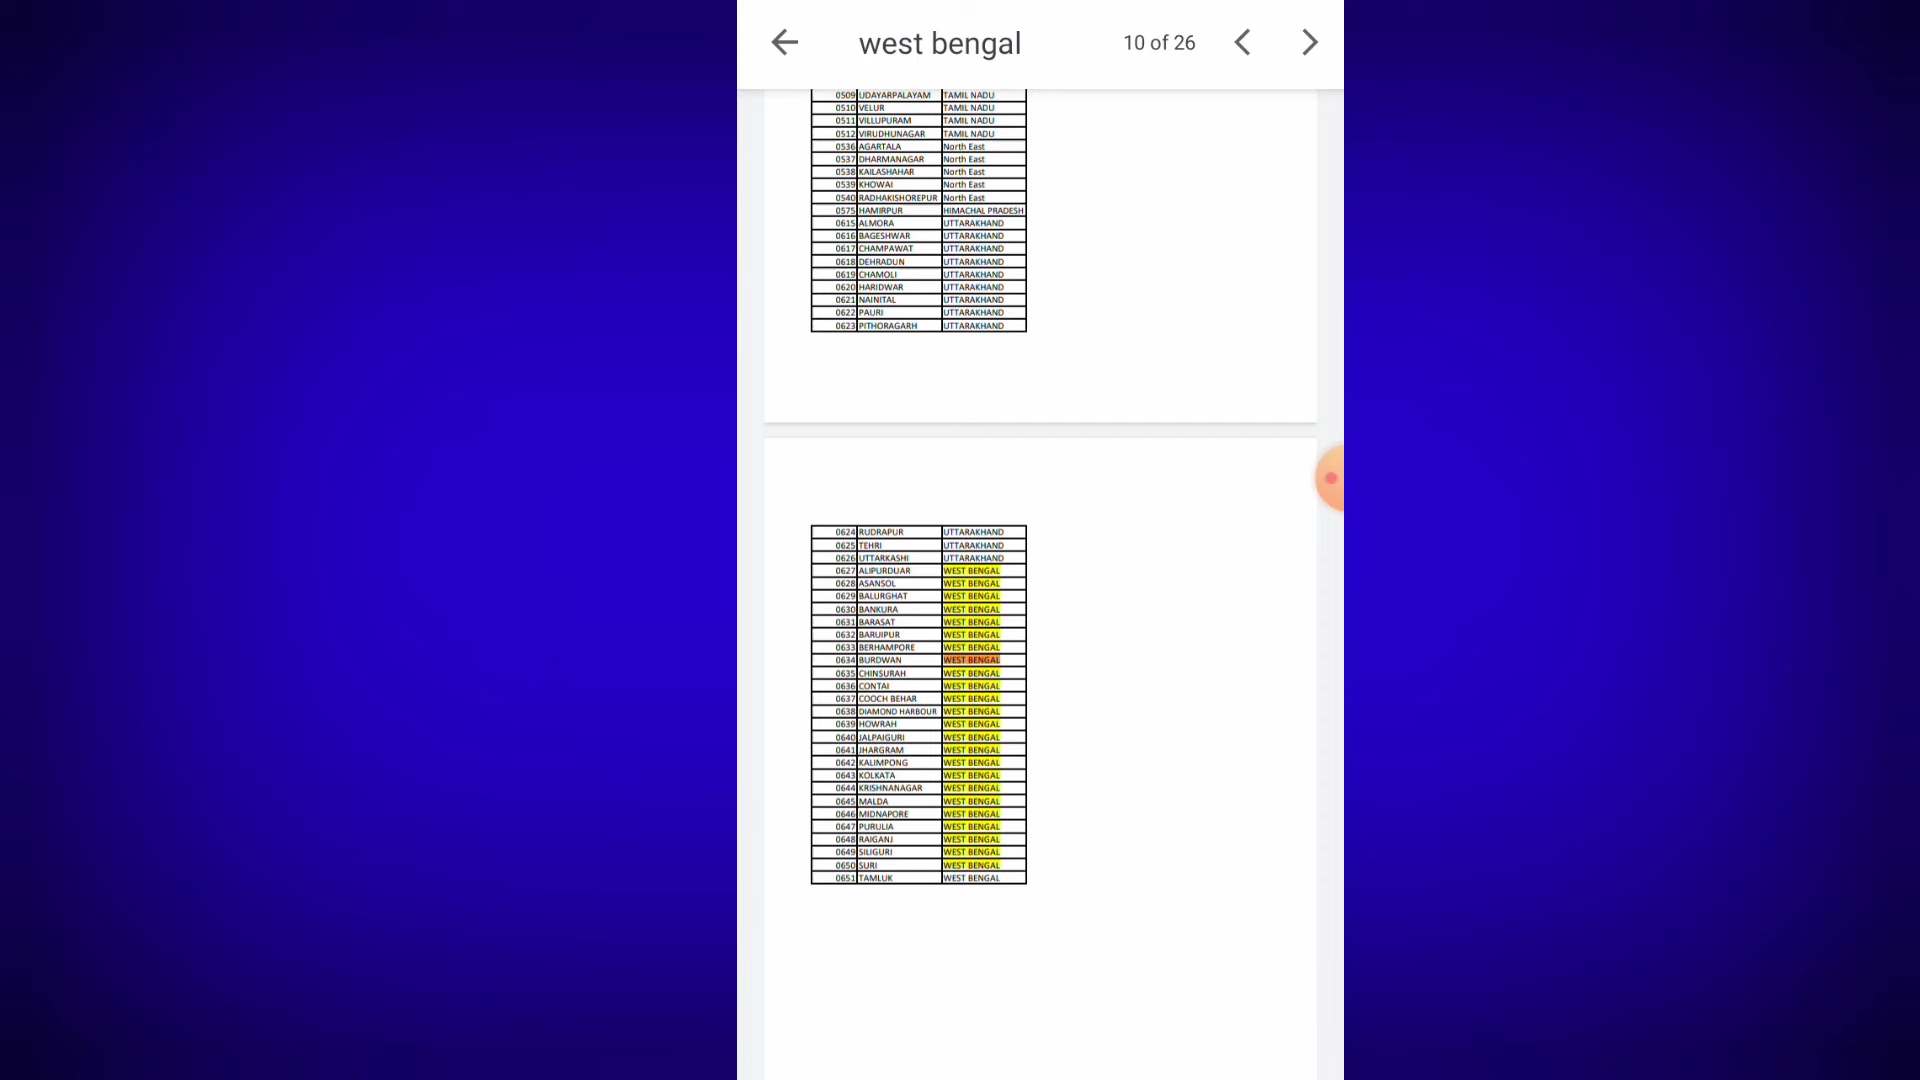 west bengal 10 of 26
0509 UDAYARPALAYAM TAMIL NADU
0510 VELUR TAMIL NADU
0511 VILLUPURAM TAMIL NADU
0512 VIRUDHUNAGAR TAMIL NADU
0536 AGARTALA North East
0537 DHARMANAGAR North East
0538 KAILASHAHAR North East
0539 KHOWAI North East
0540 RADHAKISHOREPUR North East
0575 HAMIRPUR HIMACHAL PRADESH
0615 ALMORA UTTARAKHAND
0616 BAGESHWAR UTTARAKHAND
0617 CHAMPAWAT UTTARAKHAND
0618 DEHRADUN UTTARAKHAND
0619 CHAMOLI UTTARAKHAND
0620 HARIDWAR UTTARAKHAND
0621 NAINITAL UTTARAKHAND
0622 PAURI UTTARAKHAND
0623 PITHORAGARH UTTARAKHAND
0624 RUDRAPUR UTTARAKHAND
0625 TEHRI UTTARAKHAND
0626 UTTARKASHI UTTARAKHAND
0627 ALIPURDUAR WEST BENGAL
0628 ASANSOL WEST BENGAL
0629 BALURGHAT WEST BENGAL
0630 BANKURA WEST BENGAL
0631 BARASAT WEST BENGAL
0632 BARUIPUR WEST BENGAL
0633 BERHAMPORE WEST BENGAL
0634 BURDWAN WEST BENGAL
0635 CHINSURAH WEST BENGAL
0636 CONTAI WEST BENGAL
0637 COOCH BEHAR WEST BENGAL
0638 DIAMOND HARBOUR WEST BENGAL
0639 HOWRAH WEST BENGAL
0640 JALPAIGURI WEST BENGAL
0641 JHARGRAM WEST BENGAL
0642 KALIMPONG WEST BENGAL
0643 KOLKATA WEST BENGAL
0644 KRISHNANAGAR WEST BENGAL
0645 MALDA WEST BENGAL
0646 MIDNAPORE WEST BENGAL
0647 PURULIA WEST BENGAL
0648 RAIGANJ WEST BENGAL
0649 SILIGURI WEST BENGAL
0650 SURI WEST BENGAL
0651 TAMLUK WEST BENGAL